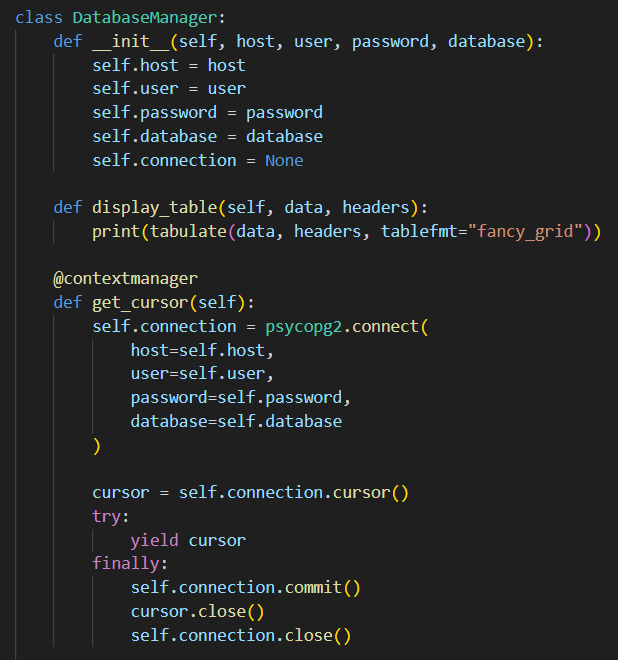 class DatabaseManager:
    def __init__(self, host, user, password, database):
        self.host = host
        self.user = user
        self.password = password
        self.database = database
        self.connection = None

    def display_table(self, data, headers):
        print(tabulate(data, headers, tablefmt="fancy_grid"))

    @contextmanager
    def get_cursor(self):
        self.connection = psycopg2.connect(
            host=self.host,
            user=self.user,
            password=self.password,
            database=self.database
        )

        cursor = self.connection.cursor()
        try:
            yield cursor
        finally:
            self.connection.commit()
            cursor.close()
            self.connection.close()